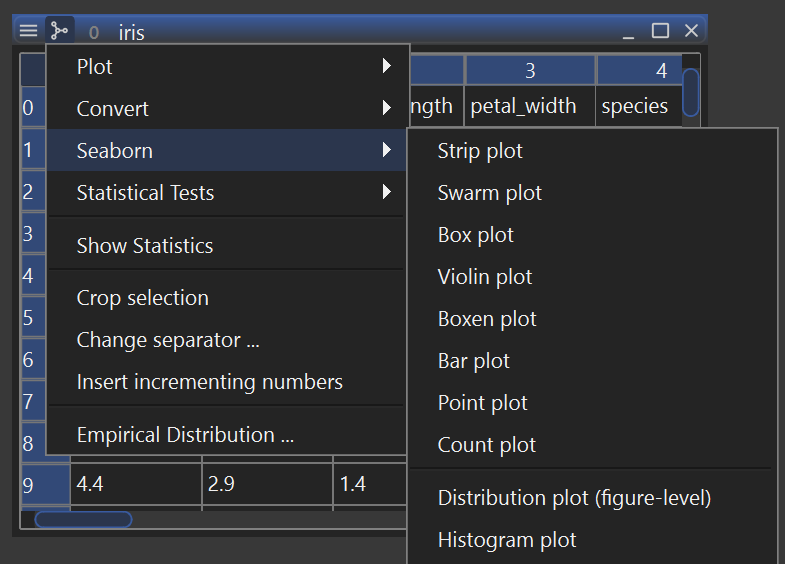 0 iris
3 4
ngth petal_width species
0
1
2
3
4
5
6
7
8
9 4.4 2.9 1.4
Plot
Convert
Seaborn
Statistical Tests
Show Statistics
Crop selection
Change separator ...
Insert incrementing numbers
Empirical Distribution ...
Strip plot
Swarm plot
Box plot
Violin plot
Boxen plot
Bar plot
Point plot
Count plot
Distribution plot (figure-level)
Histogram plot